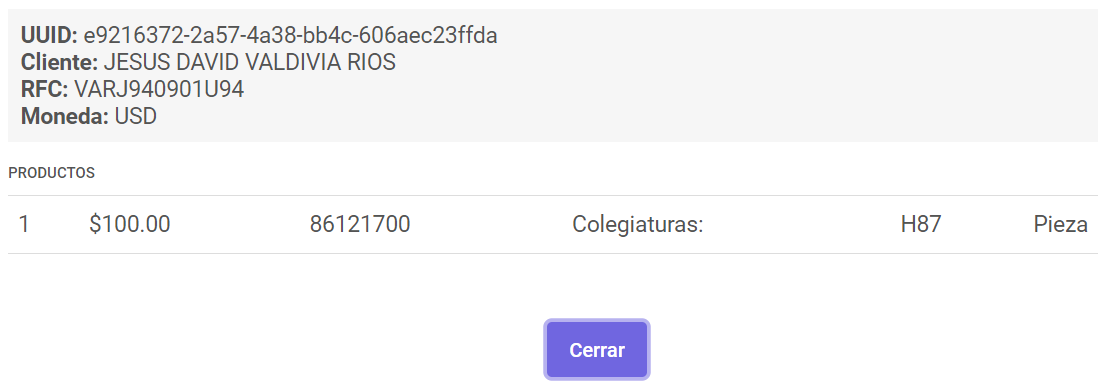 UUID: e9216372-2a57-4a38-bb4c-606aec23ffda
Cliente: JESUS DAVID VALDIVIA RIOS
RFC: VARJ940901U94
Moneda: USD
PRODUCTOS
1 $100.00 86121700 Colegiaturas: H87 Pieza
Cerrar